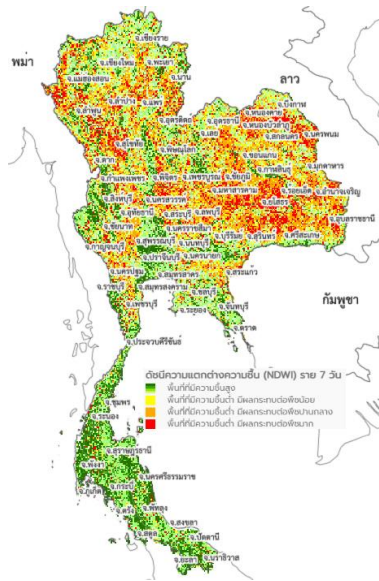 จ.เชียงราย
พม่า
ลาว
จ.เชียงใหม่
จ.พะเยา
จ.แม่ฮ่องสอน
จ.น่าน
จ.ลำปาง
จ.แพร่
จ.ลำพูน
จ.บึงกาฬ
จ.อุตรดิตถ์
จ.หนองคาย
จ.เลย
จ.อุดรธานี
จ.หนองบัวลำภู
จ.นครพนม
จ.สกลนคร
จ.สุโขทัย
จ.พิษณุโลก
จ.ตาก
จ.ขอนแก่น
จ.มุกดาหาร
จ.กาฬสินธุ์
จ.กำแพงเพชร
จ.พิจิตร
จ.เพชรบูรณ์
จ.ชัยภูมิ
จ.มหาสารคาม
จ.ร้อยเอ็ด
จ.อำนาจเจริญ
จ.สิงห์บุรี
จ.นครสวรรค์
จ.ยโสธร
จ.อุทัยธานี
จ.สระบุรี
จ.ลพบุรี
จ.อุบลราชธานี
จ.ชัยนาท
จ.นครราชสีมา
จ.บุรีรัมย์
จ.สุรินทร์
จ.ศรีสะเกษ
จ.กาญจนบุรี
จ.สุพรรณบุรี
จ.นนทบุรี
จ.ปราจีนบุรี
จ.นครนายก
จ.นครปฐม
จ.สมุทรสาคร
จ.สระแก้ว
จ.ราชบุรี
จ.สมุทรสงคราม
จ.ชลบุรี
กัมพูชา
จ.เพชรบุรี
จ.ระยอง
จ.จันทบุรี
จ.ตราด
จ.ประจวบคีรีขันธ์
ดัชนีความแตกต่างความชื้น (NDWI) ราย 7 วัน
พื้นที่ที่มีความชื้นสูง
พื้นที่ที่มีความชื้นต่ำ มีผลกระทบต่อพืชน้อย
พื้นที่ที่มีความชื้นต่ำ มีผลกระทบต่อพืชปานกลาง
พื้นที่ที่มีความชื้นต่ำ มีผลกระทบต่อพืชมาก
จ.ชุมพร
จ.ระนอง
จ.สุราษฎร์ธานี
จ.พังงา
จ.นครศรีธรรมราช
จ.กระบี่
จ.ภูเก็ต
จ.ตรัง
จ.พัทลุง
จ.สงขลา
จ.สตูล
จ.ปัตตานี
จ.ยะลา
จ.นราธิวาส